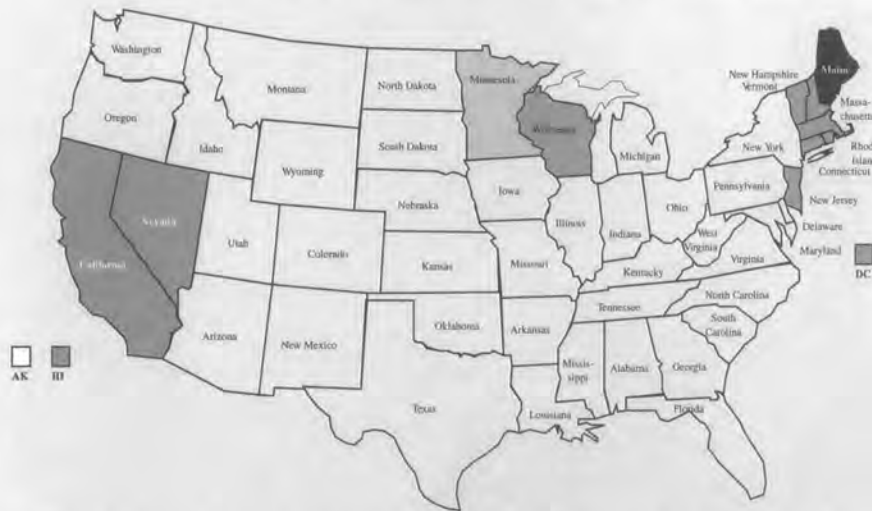 Washington
Oregon
California
Nevada
Idaho
Montana
Wyoming
Utah
Colorado
Arizona
New Mexico
North Dakota
South Dakota
Nebraska
Kansas
Oklahoma
Texas
Minnesota
Iowa
Missouri
Arkansas
Louisiana
Wisconsin
Illinois
Michigan
Indiana
Ohio
Kentucky
Tennessee
Missis-
sippi
Alabama
Georgia
Florida
South
Carolina
North Carolina
Virginia
West
Virginia
Pennsylvania
New York
New Hampshire
Vermont
Maine
Massa-
chusett
Rhod
Islan
Connecticut
New Jersey
Delaware
Maryland
DC
AK
HI